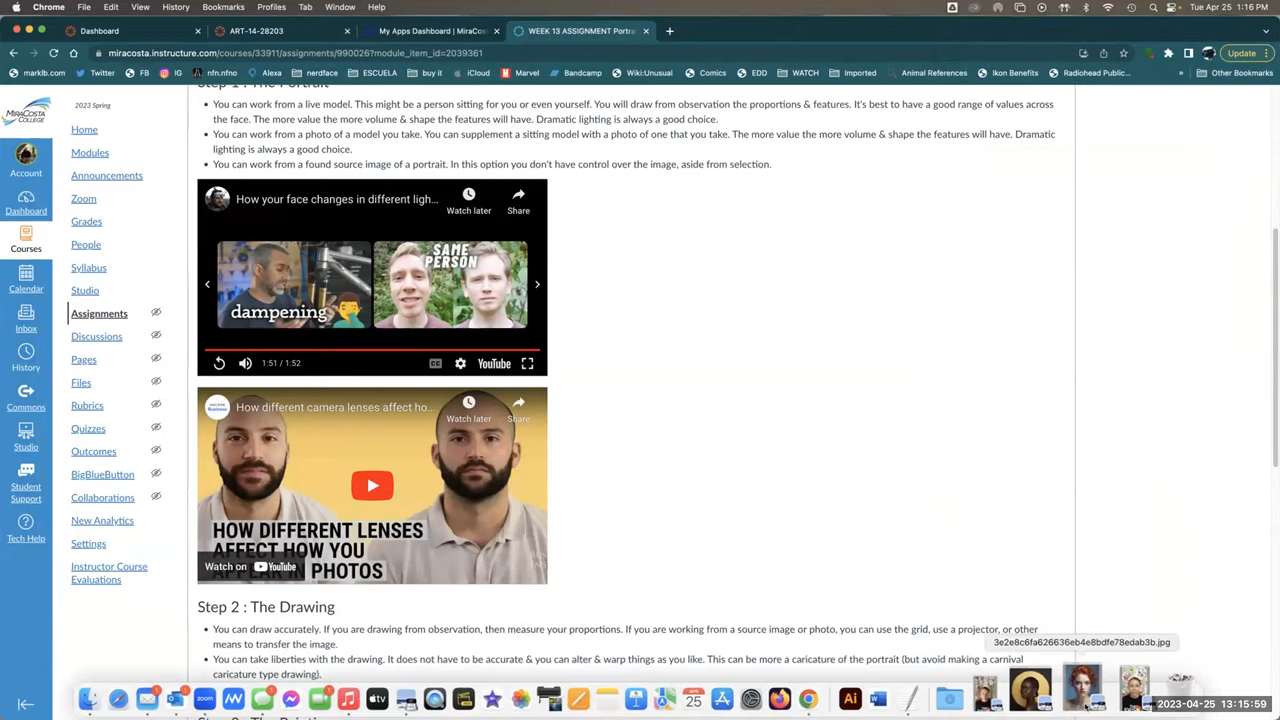 Chrome File Edit View History Bookmarks Profiles Tab Window Help
Tue Apr 25 1:16 PM
Dashboard
ART-14-28203
My Apps Dashboard | MiraCos
WEEK 13 ASSIGNMENT Portra
miracosta.instructure.com/courses/33911/assignments/990026?module_item_id=2039361
Update
marklb.com Twitter FB IG nfn.nfno Alexa nerdface ESCUELA buy it iCloud Marvel Bandcamp Wiki:Unusual Comics EDD WATCH Imported Animal References Ikon Benefits Radiohead Public... » Other Bookmarks
MIRACOSTA
COLLEGE
Account
Dashboard
Courses
Calendar
Inbox
History
Commons
Studio
Student
Support
Tech Help
2023 Spring
Home
Modules
Announcements
Zoom
Grades
People
Syllabus
Studio
Assignments
Discussions
Pages
Files
Rubrics
Quizzes
Outcomes
BigBlueButton
Collaborations
New Analytics
Settings
Instructor Course
Evaluations
Step 1 : The Portrait
• You can work from a live model. This might be a person sitting for you or even yourself. You will draw from observation the proportions & features. It's best to have a good range of values across
the face. The more value the more volume & shape the features will have. Dramatic lighting is always a good choice.
• You can work from a photo of a model you take. You can supplement a sitting model with a photo of one that you take. The more value the more volume & shape the features will have. Dramatic
lighting is always a good choice.
• You can work from a found source image of a portrait. In this option you don't have control over the image, aside from selection.
How your face changes in different ligh...
Watch later
Share
dampening
SAME
PERSON
1:51 / 1:52
CC
YouTube
How different camera lenses affect ho...
Watch later
Share
HOW DIFFERENT LENSES
AFFECT HOW YOU
APPEAR IN PHOTOS
Watch on YouTube
Step 2 : The Drawing
• You can draw accurately. If you are drawing from observation, then measure your proportions. If you are working from a source image or photo, you can use the grid, use a projector, or other
means to transfer the image.
• You can take liberties with the drawing. It does not have to be accurate & you can alter & warp things as you like. This can be more a caricature of the portrait (but avoid making a carnival
caricature type drawing).
3e2e8c6fa626636eb4e8bdfe78edab3b.jpg
zoom
tv
APR
25
Ai
2023-04-25 13:15:59